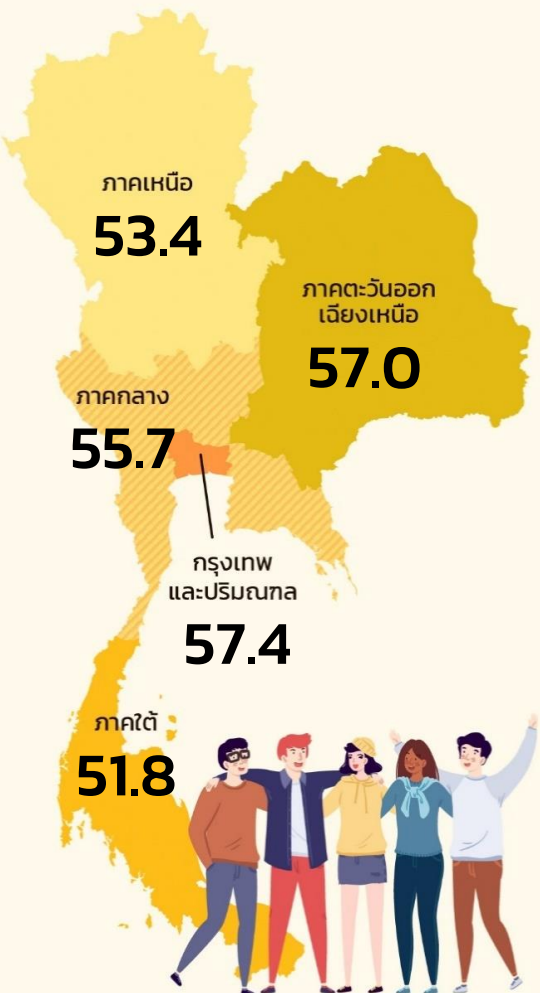 ภาคเหนือ
53.4
ภาคตะวันออก
เฉียงเหนือ
57.0
ภาคกลาง
55.7
กรุงเทพ
และปริมณฑล
57.4
ภาคใต้
51.8